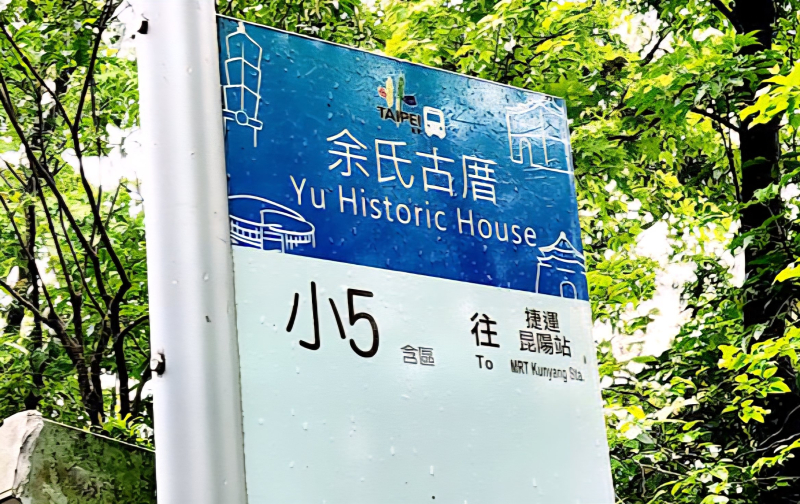 TAIPEI
余氏古厝
Yu Historic House
小5 含區 往 捷運
昆陽站
To MRT Kunyang Sta.